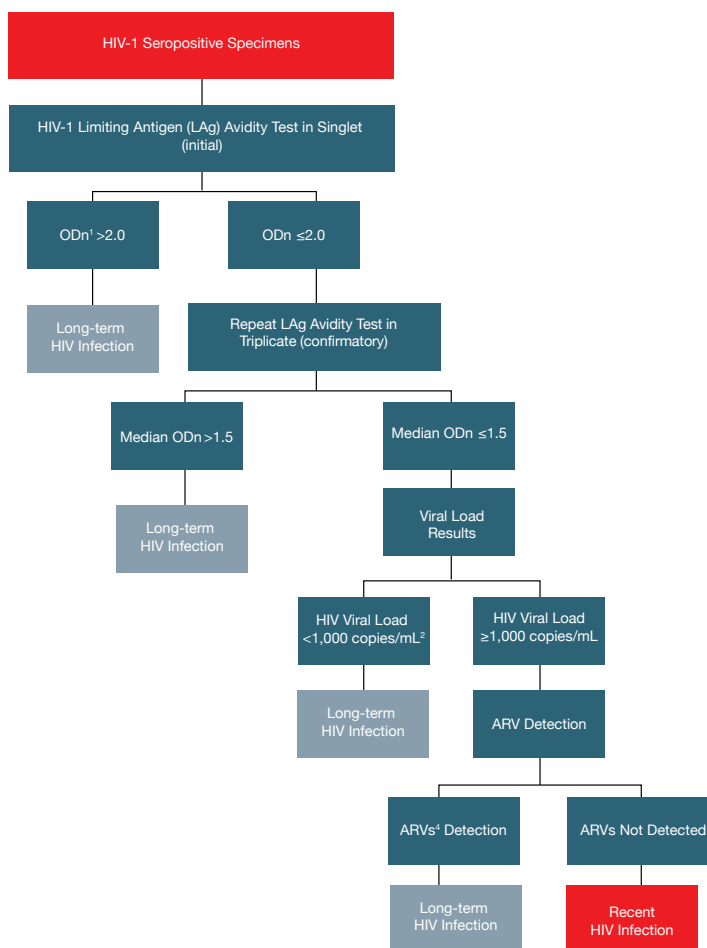 HIV-1 Seropositive Specimens
HIV-1 Limiting Antigen (LAg) Avidity Test in Singlet
(initial)
ODn¹ >2.0
ODn ≤2.0
Long-term
HIV Infection
Repeat LAg Avidity Test in
Triplicate (confirmatory)
Median ODn >1.5
Median ODn ≤1.5
Long-term
HIV Infection
Viral Load
Results
HIV Viral Load
<1,000 copies/mL²
HIV Viral Load
≥1,000 copies/mL
Long-term
HIV Infection
ARV Detection
ARVs⁴ Detection
ARVs Not Detected
Long-term
HIV Infection
Recent
HIV Infection